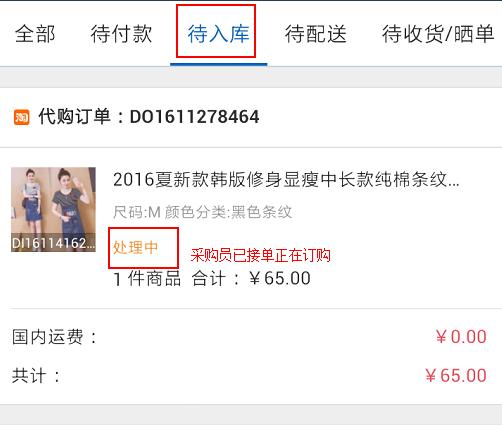 全部 待付款 待入库 待配送 待收货/晒单
淘 代购订单：DO1611278464
2016夏新款韩版修身显瘦中长款纯棉条纹...
尺码:M 颜色分类:黑色条纹
DI16114162...
处理中 采购员已接单正在订购
1 件商品 合计：￥65.00
国内运费： ￥0.00
共计： ￥65.00